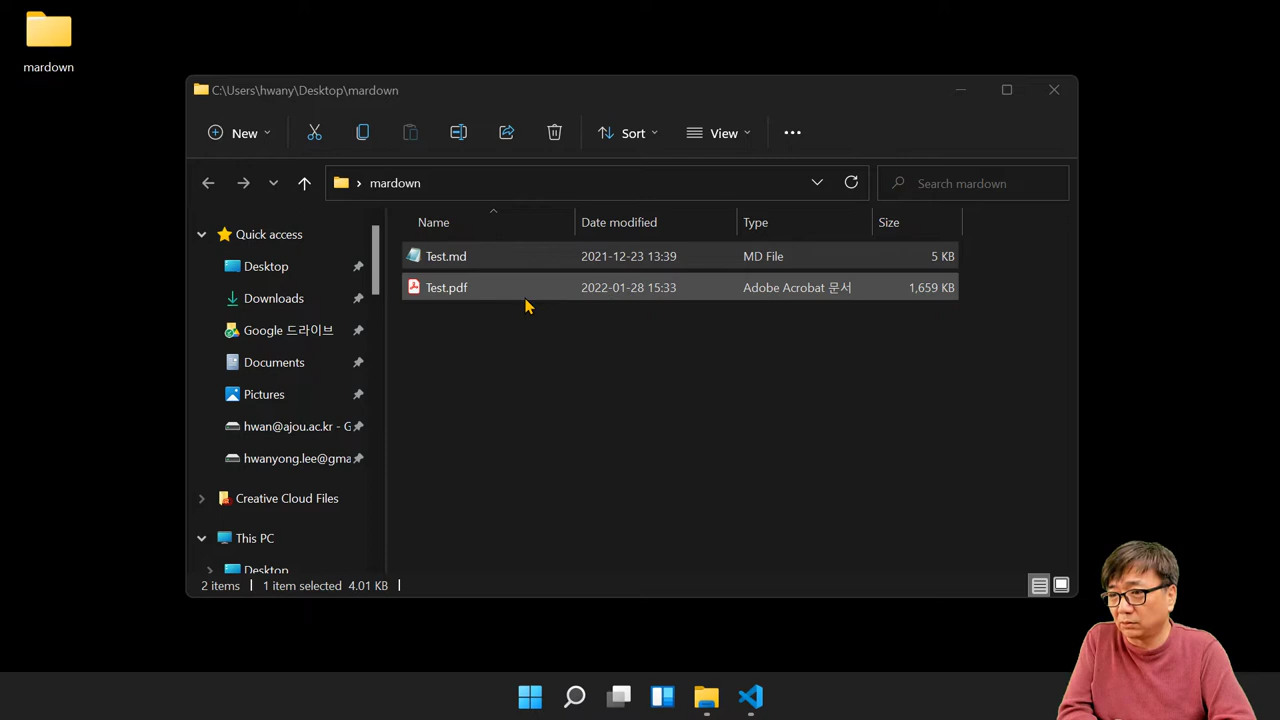 mardown
C:\Users\hwany\Desktop\mardown
New
Sort
View
mardown
Search mardown
Name Date modified Type Size
Quick access
Test.md 2021-12-23 13:39 MD File 5 KB
Desktop
Test.pdf 2022-01-28 15:33 Adobe Acrobat 문서 1,659 KB
Downloads
Google 드라이브
Documents
Pictures
hwan@ajou.ac.kr - G
hwanyong.lee@gma
Creative Cloud Files
This PC
Desktop
2 items 1 item selected 4.01 KB